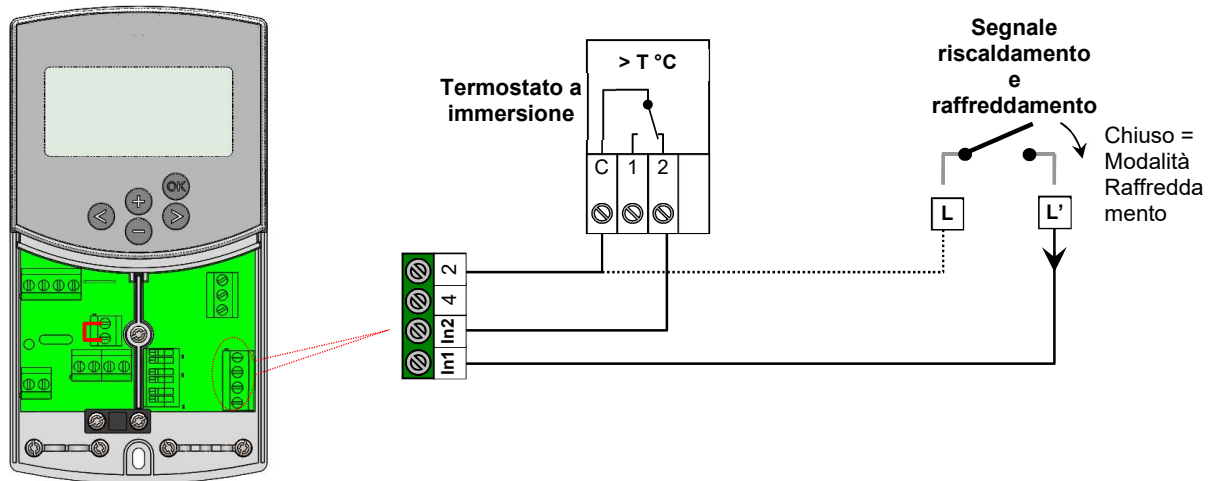 Segnale
riscaldamento
e
raffreddamento
> T °C
Termostato a
immersione
Chiuso =
Modalità
Raffredda
mento
C 1 2
L L'
2
4
In2
In1
OK
+
<
>
−